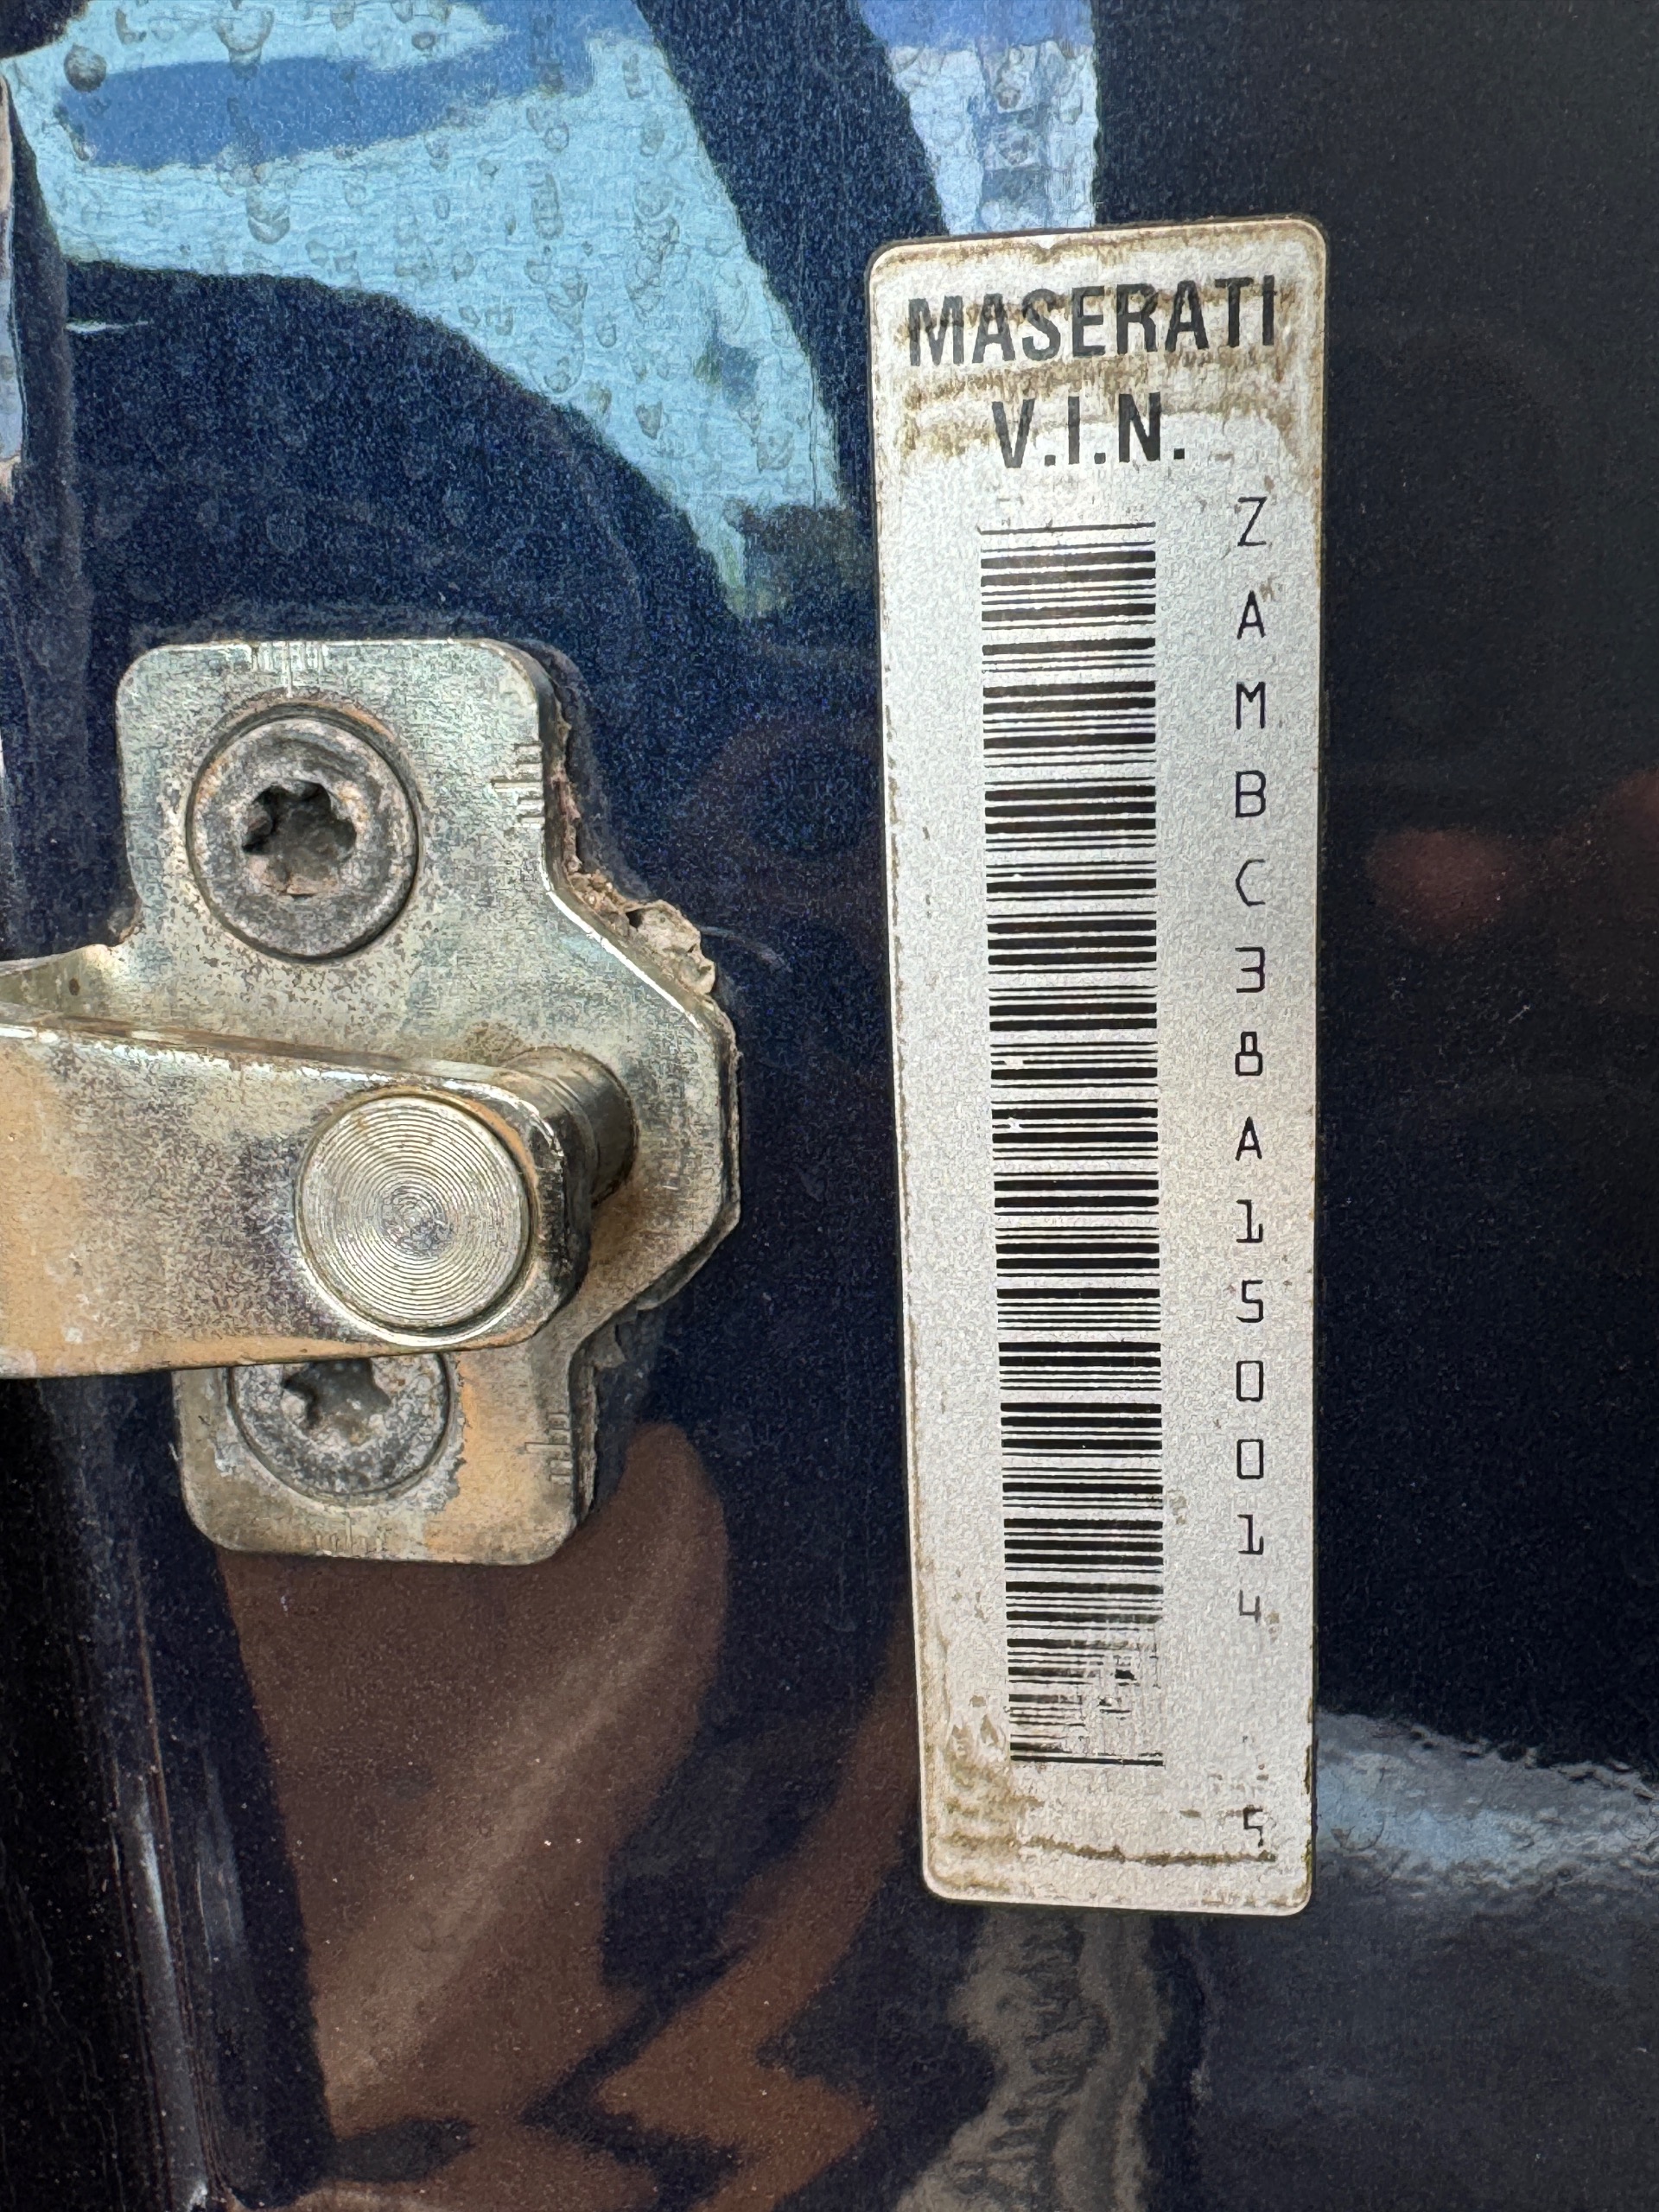 MASERATI
V.I.N.
ZAMBC38A150014 5